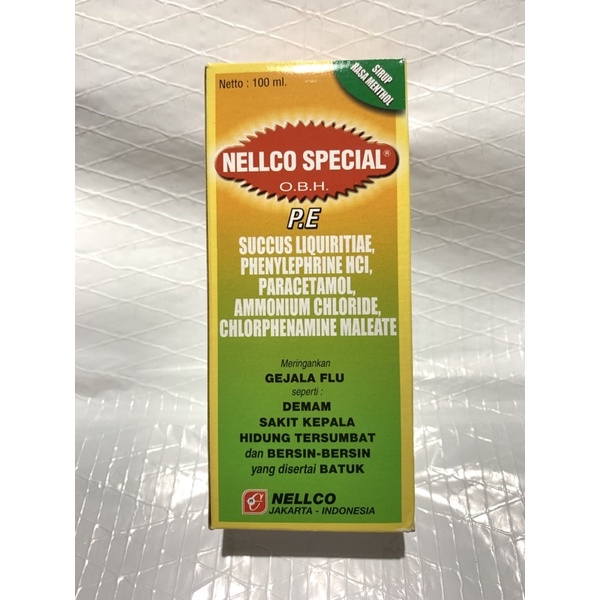 Netto : 100 ml.
SIRUP
RASA MENTHOL
NELLCO SPECIAL®
O.B.H.
P.E
SUCCUS LIQUIRITIAE,
PHENYLEPHRINE HCl,
PARACETAMOL,
AMMONIUM CHLORIDE,
CHLORPHENAMINE MALEATE
Meringankan
GEJALA FLU
seperti :
DEMAM
SAKIT KEPALA
HIDUNG TERSUMBAT
dan BERSIN-BERSIN
yang disertai BATUK
NELLCO
JAKARTA - INDONESIA